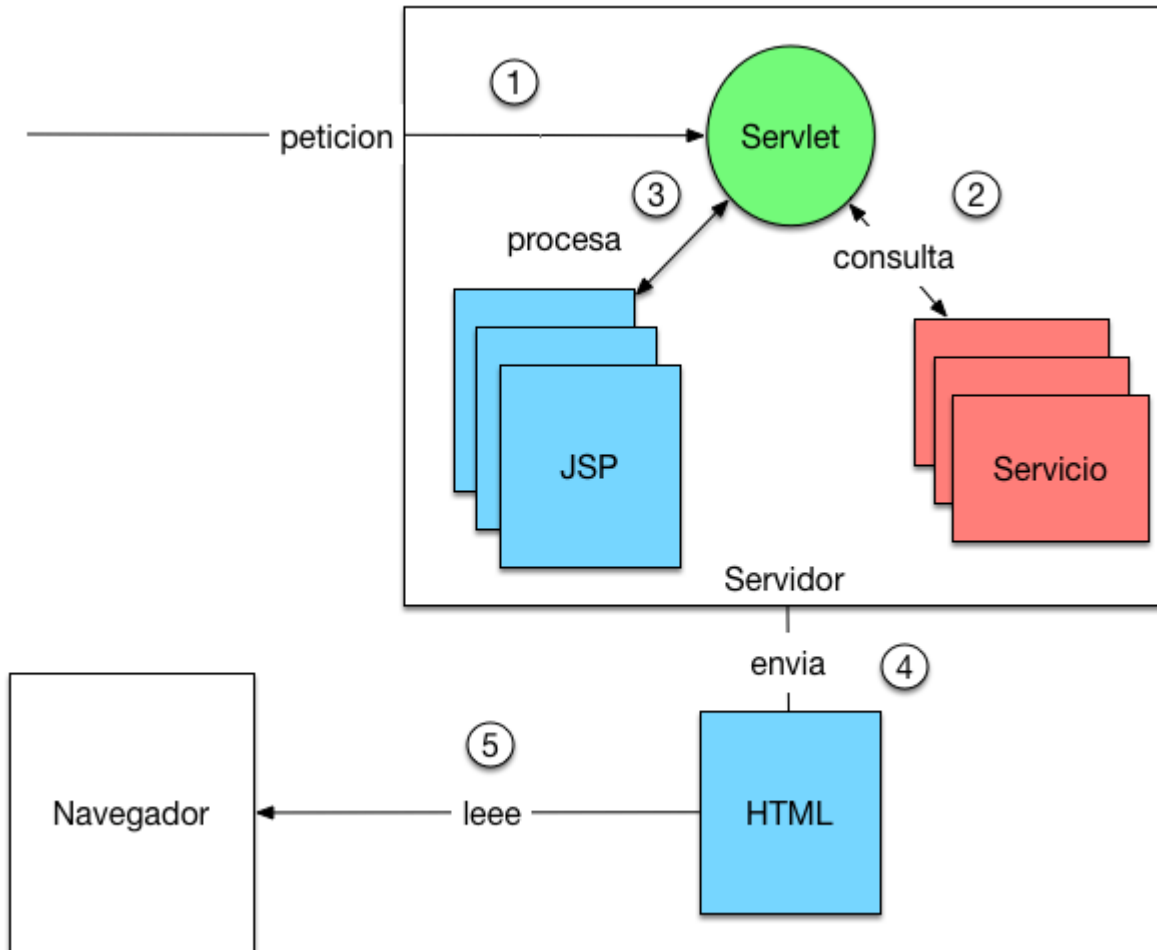 1
peticion
Servlet
3
2
procesa
consulta
JSP
Servicio
Servidor
envia
4
5
Navegador
leee
HTML